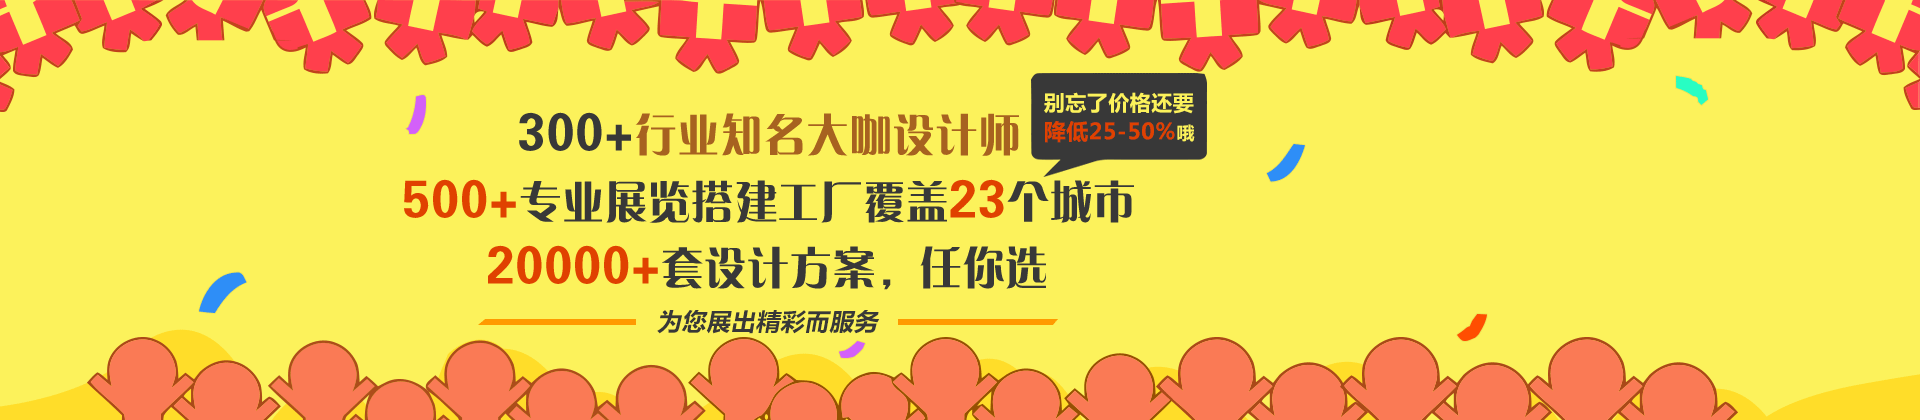 300+行业知名大咖设计师
别忘了价格还要
降低25-50%哦
500+专业展览搭建工厂覆盖23个城市
20000+套设计方案，任你选
为您展出精彩而服务